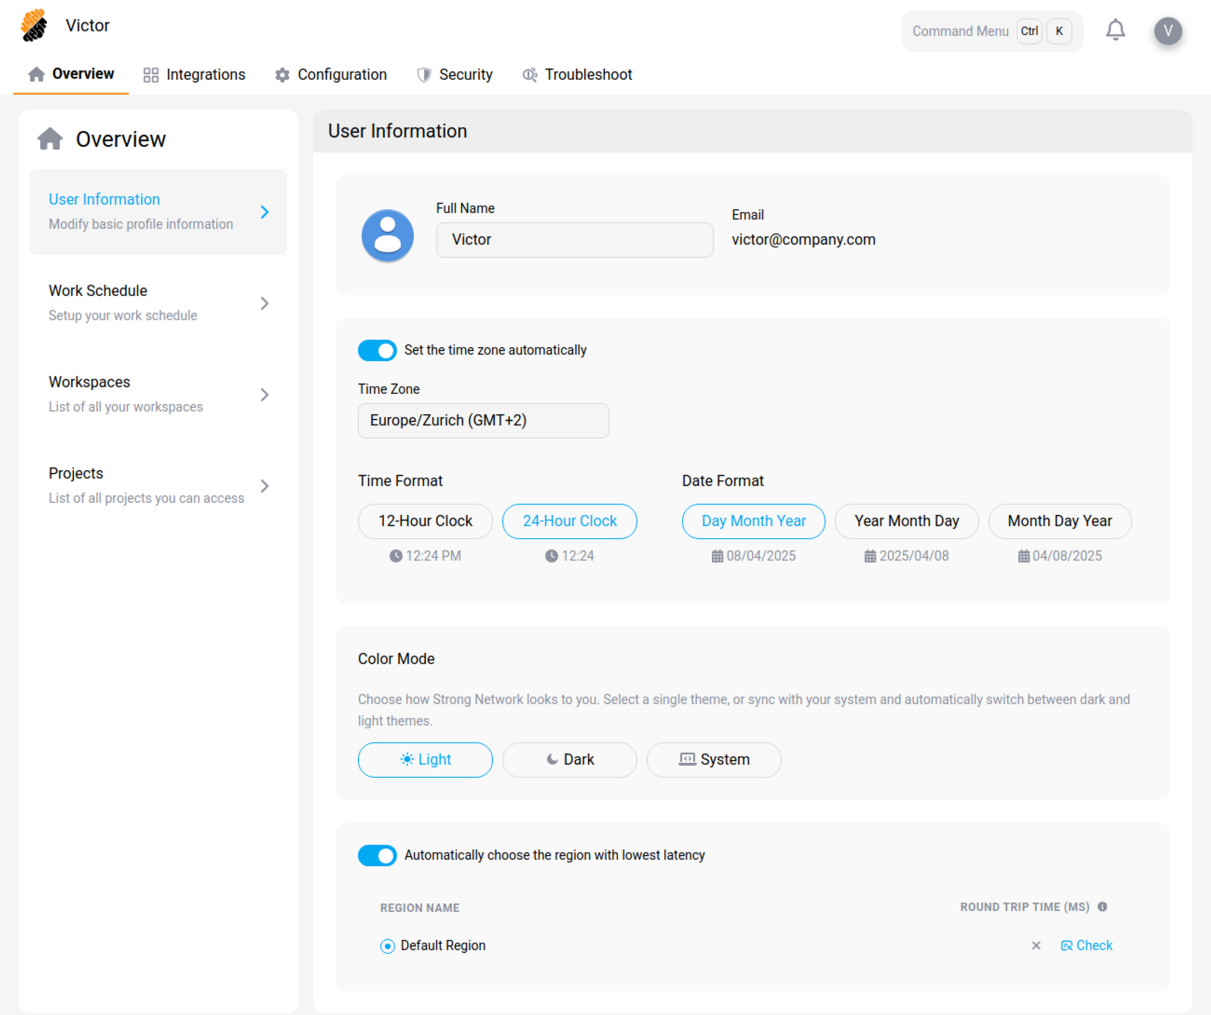 Victor
Command Menu Ctrl K
V
Overview
Integrations
Configuration
Security
Troubleshoot
Overview
User Information
Modify basic profile information
Work Schedule
Setup your work schedule
Workspaces
List of all your workspaces
Projects
List of all projects you can access
User Information
Full Name
Victor
Email
victor@company.com
Set the time zone automatically
Time Zone
Europe/Zurich (GMT+2)
Time Format
12-Hour Clock
24-Hour Clock
12:24 PM
12:24
Date Format
Day Month Year
Year Month Day
Month Day Year
08/04/2025
2025/04/08
04/08/2025
Color Mode
Choose how Strong Network looks to you. Select a single theme, or sync with your system and automatically switch between dark and
light themes.
Light
Dark
System
Automatically choose the region with lowest latency
REGION NAME
ROUND TRIP TIME (MS)
Default Region
Check